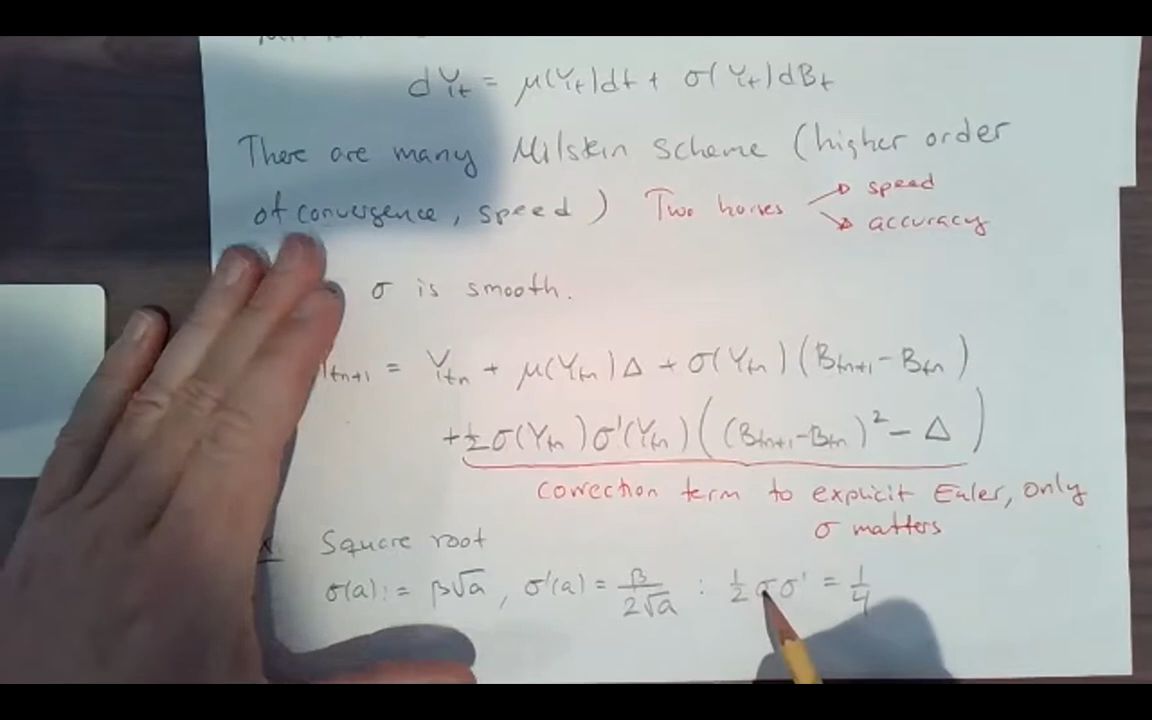 dY_t = μ(Y_t)dt + σ(Y_t)dB_t
There are many Milskin scheme (higher order
of convergence, speed) Two horses → speed
→ accuracy
σ is smooth.
t_{n+1} = Y_{t_n} + μ(Y_{t_n})Δ + σ(Y_{t_n})(B_{t_{n+1}} - B_{t_n})
+ ½σ(Y_{t_n})σ'(Y_{t_n})((B_{t_{n+1}} - B_{t_n})² - Δ)
correction term to explicit Euler, only
σ matters
Square root
σ(a) := β√a, σ'(a) = β/(2√a) : ½σσ' = 1/4